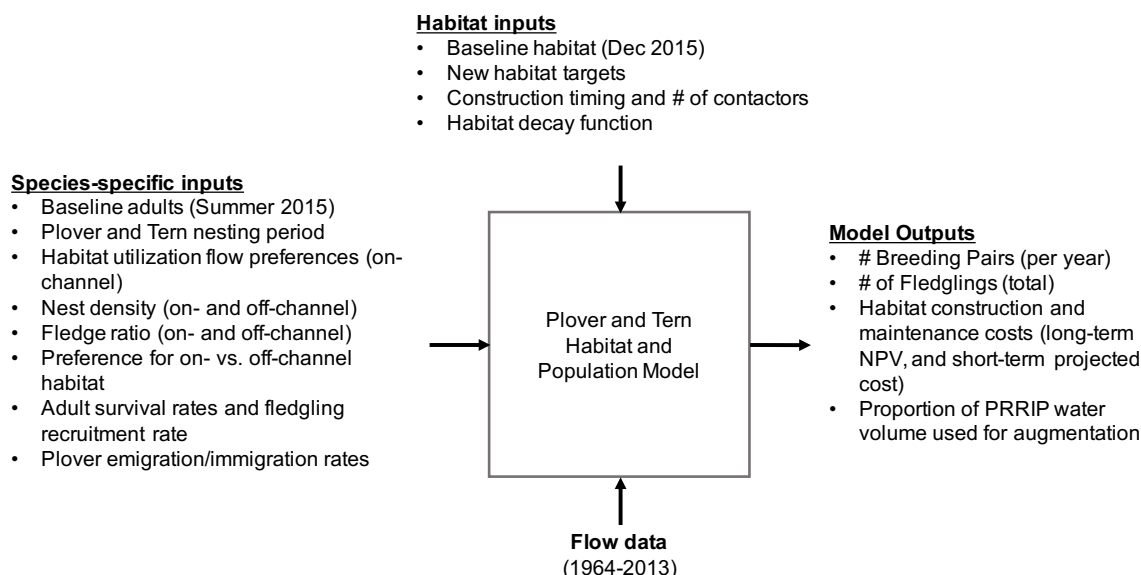 Habitat inputs
• Baseline habitat (Dec 2015)
• New habitat targets
• Construction timing and # of contactors
• Habitat decay function
Species-specific inputs
• Baseline adults (Summer 2015)
• Plover and Tern nesting period
• Habitat utilization flow preferences (on-
channel)
• Nest density (on- and off-channel)
• Fledge ratio (on- and off-channel)
• Preference for on- vs. off-channel
habitat
• Adult survival rates and fledgling
recruitment rate
• Plover emigration/immigration rates
Plover and Tern
Habitat and
Population Model
Model Outputs
• # Breeding Pairs (per year)
• # of Fledglings (total)
• Habitat construction and
maintenance costs (long-term
NPV, and short-term projected
cost)
• Proportion of PRRIP water
volume used for augmentation
Flow data
(1964-2013)